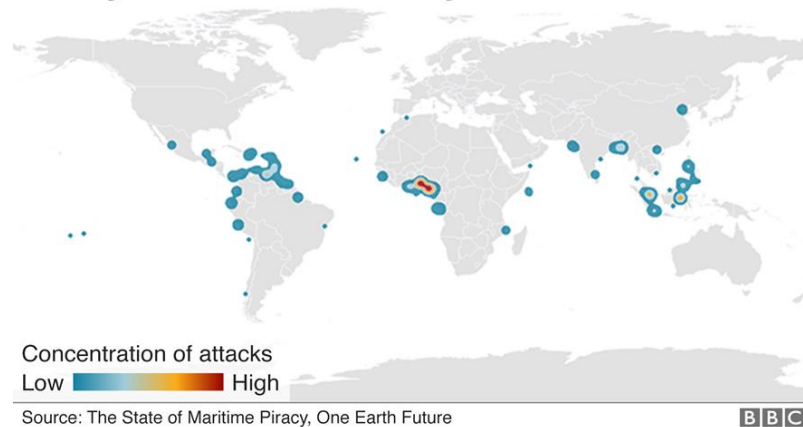 Concentration of attacks
Low High
Source: The State of Maritime Piracy, One Earth Future
BBC